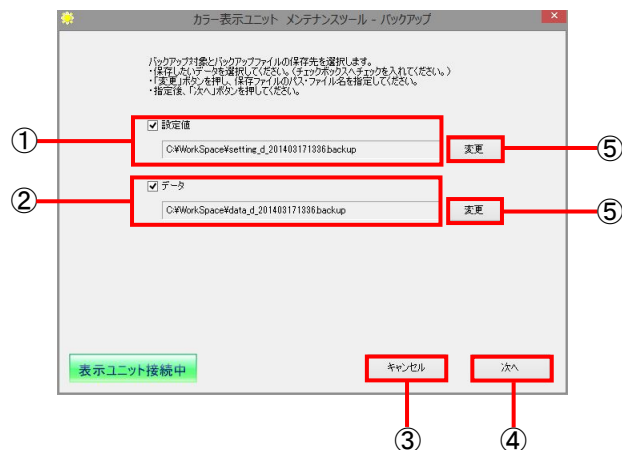 カラー表示ユニット メンテナンスツール - バックアップ
×
バックアップ対象とバックアップファイルの保存先を選択します。
・保存したいデータを選択してください。(チェックボックスへチェックを入れてください。)
・「変更」ボタンを押し、保存ファイルのパス・ファイル名を指定してください。
・指定後、「次へ」ボタンを押してください。
① 設定値
C:¥WorkSpace¥setting_d_201403171336.backup 変更 ⑤
② データ
C:¥WorkSpace¥data_d_201403171336.backup 変更 ⑤
表示ユニット接続中 キャンセル 次へ
③ ④